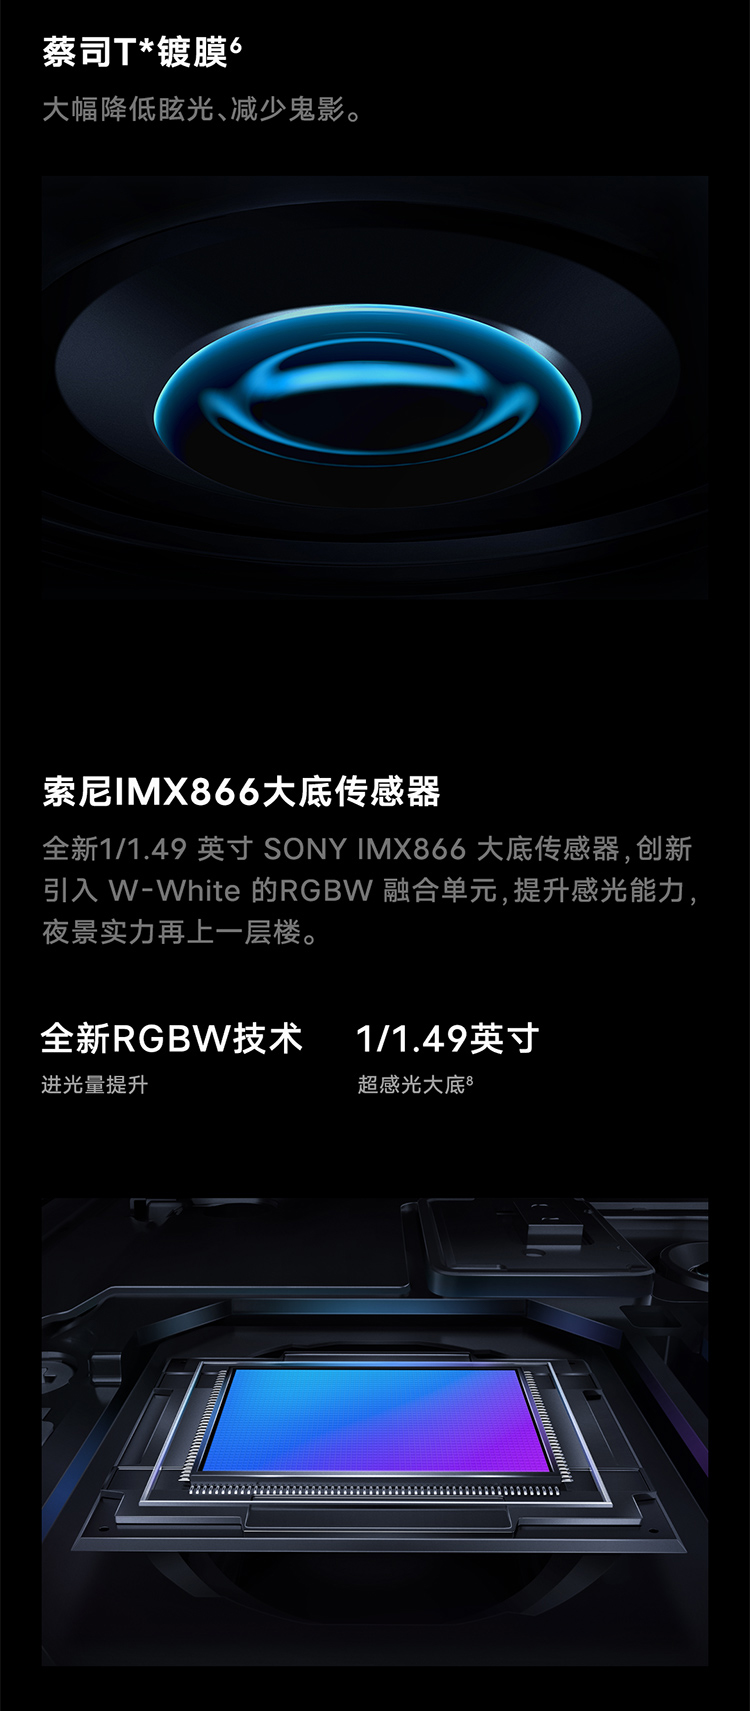 蔡司T*镀膜⁶
大幅降低眩光、减少鬼影。
索尼IMX866大底传感器
全新1/1.49 英寸 SONY IMX866 大底传感器,创新
引入 W-White 的RGBW 融合单元,提升感光能力,
夜景实力再上一层楼。
全新RGBW技术 1/1.49英寸
进光量提升 超感光大底⁸